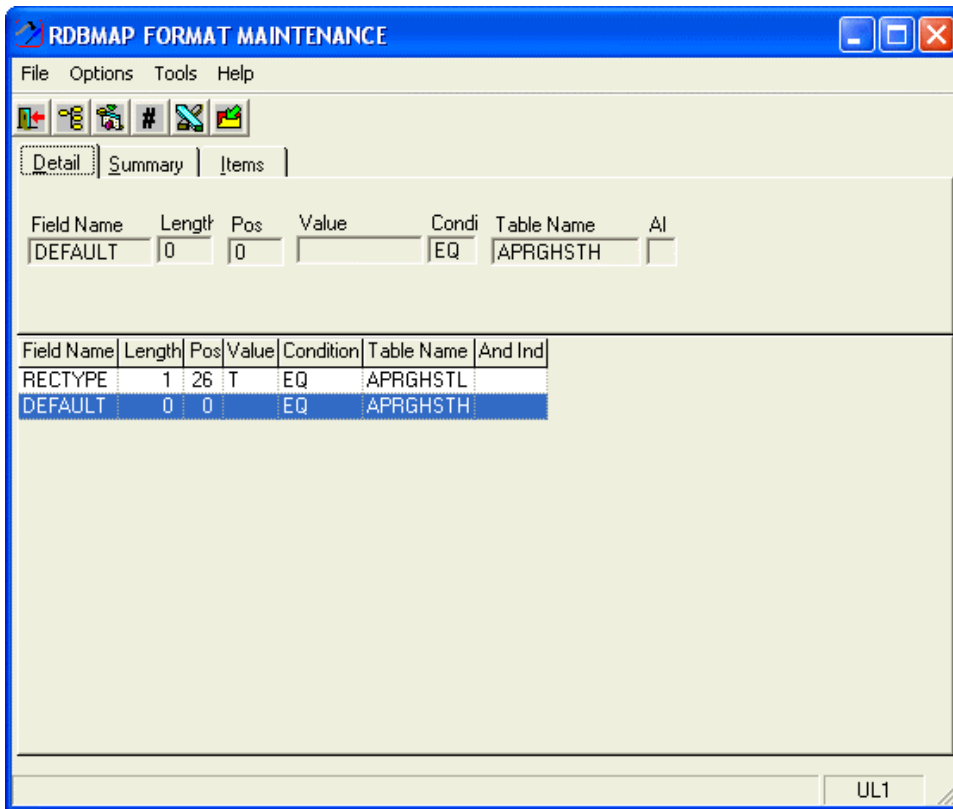 RDBMAP FORMAT MAINTENANCE
File Options Tools Help
#
Detail Summary Items
Field Name Length Pos Value Condi Table Name AI
DEFAULT 0 0 EQ APRGHSTH
Field Name Length Pos Value Condition Table Name And Ind
RECTYPE 1 26 T EQ APRGHSTL
DEFAULT 0 0 EQ APRGHSTH
UL1